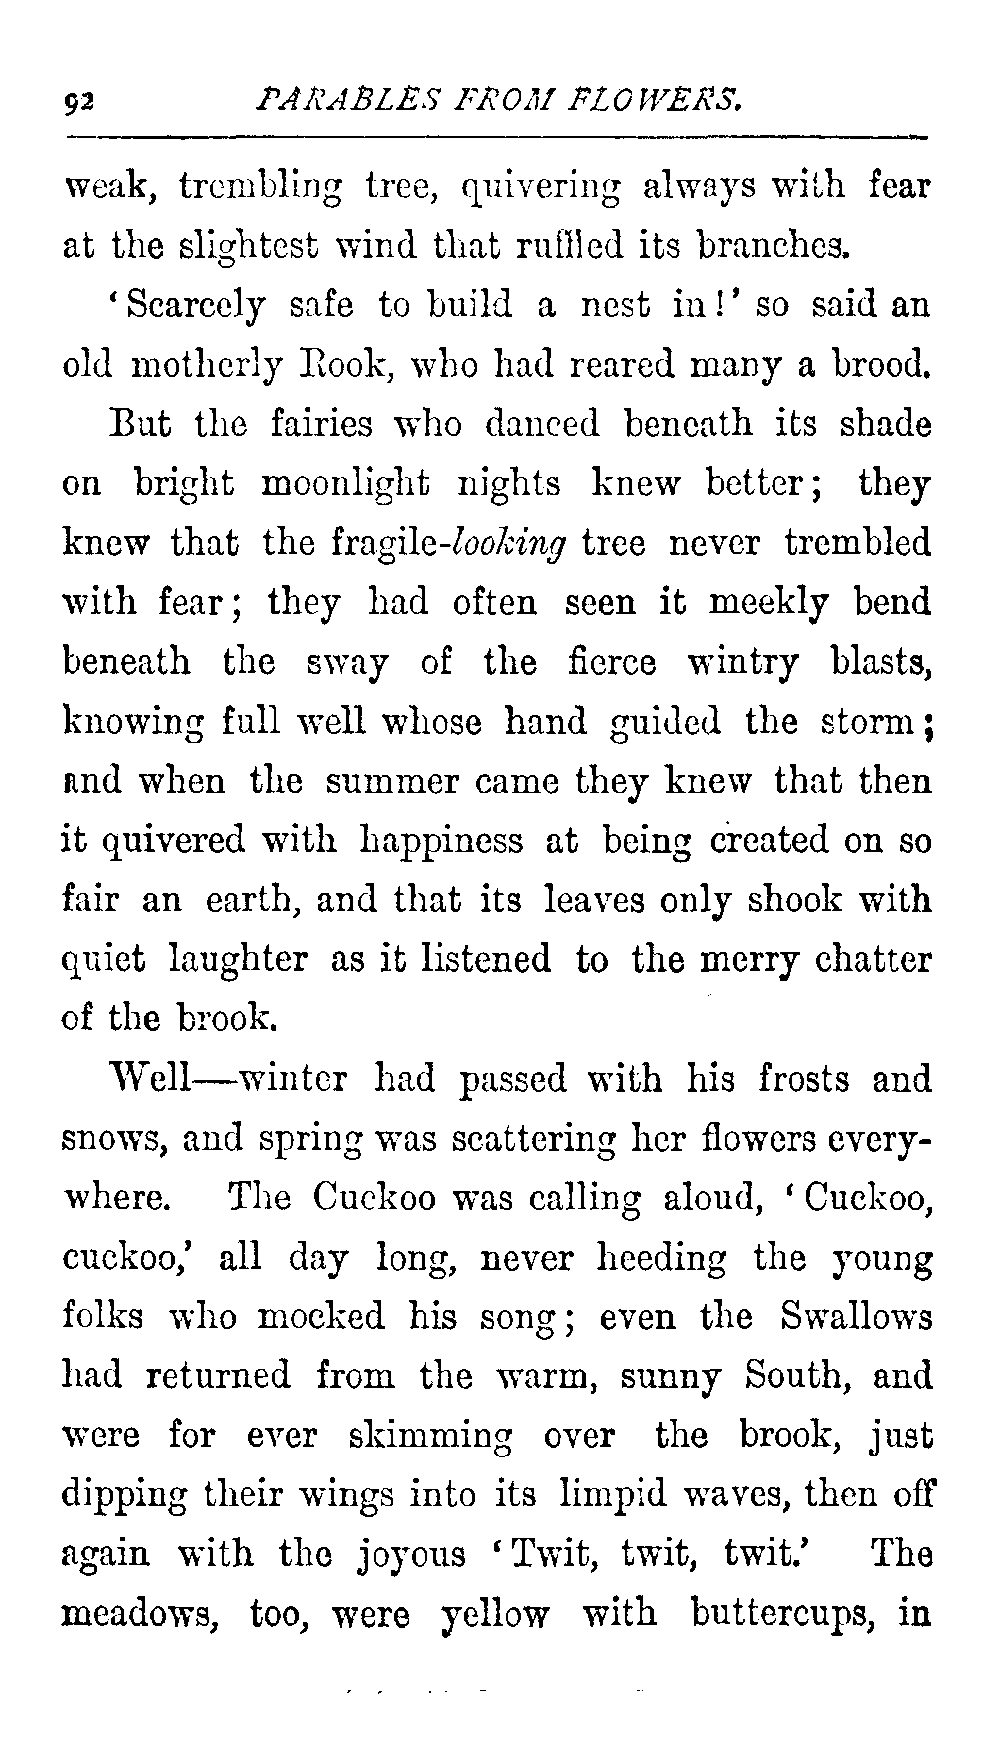 92 PARABLES FROM FLOWERS.
weak, trembling tree, quivering always with fear
at the slightest wind that ruffled its branches.
‘Scarcely safe to build a nest in!’ so said an
old motherly Rook, who had reared many a brood.
But the fairies who danced beneath its shade
on bright moonlight nights knew better; they
knew that the fragile-looking tree never trembled
with fear; they had often seen it meekly bend
beneath the sway of the fierce wintry blasts,
knowing full well whose hand guided the storm;
and when the summer came they knew that then
it quivered with happiness at being created on so
fair an earth, and that its leaves only shook with
quiet laughter as it listened to the merry chatter
of the brook.
Well—winter had passed with his frosts and
snows, and spring was scattering her flowers every-
where. The Cuckoo was calling aloud, ‘Cuckoo,
cuckoo,’ all day long, never heeding the young
folks who mocked his song; even the Swallows
had returned from the warm, sunny South, and
were for ever skimming over the brook, just
dipping their wings into its limpid waves, then off
again with the joyous ‘Twit, twit, twit.’ The
meadows, too, were yellow with buttercups, in